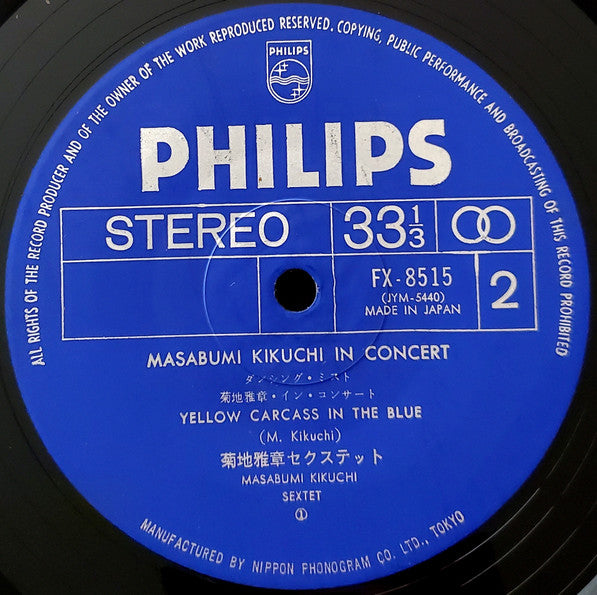 ALL RIGHTS OF THE RECORD PRODUCER AND OF THE OWNER OF THE WORK REPRODUCED RESERVED. COPYING, PUBLIC PERFORMANCE AND BROADCASTING OF THIS RECORD PROHIBITED
PHILIPS
PHILIPS
STEREO 33 1/3
FX-8515
(JYM-5440)
MADE IN JAPAN
2
MASABUMI KIKUCHI IN CONCERT
ダンシング・ミスト
菊地雅章・イン・コンサート
YELLOW CARCASS IN THE BLUE
(M. Kikuchi)
菊地雅章セクステット
MASABUMI KIKUCHI
SEXTET
①
MANUFACTURED BY NIPPON PHONOGRAM CO. LTD., TOKYO